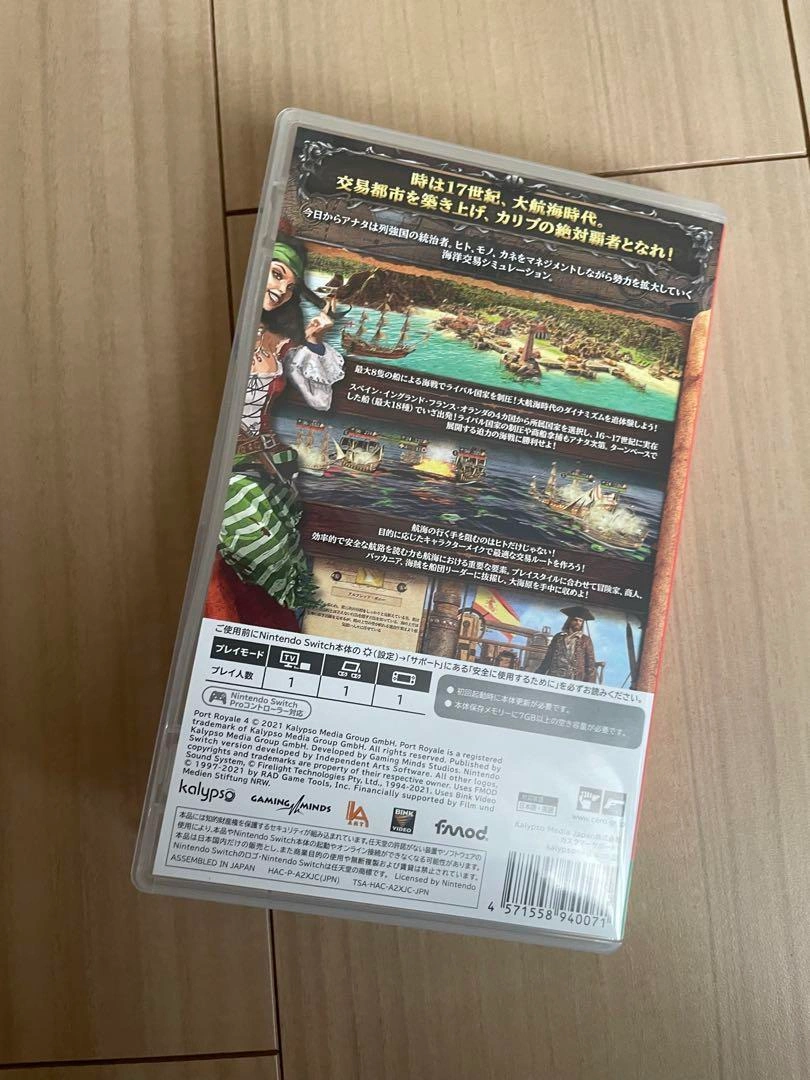 時は17世紀、大航海時代。
交易都市を築き上げ、カリブの絶対覇者となれ！
今日からアナタは列強国の統治者。ヒト、モノ、カネをマネジメントしながら勢力を拡大していく
海洋交易シミュレーション。
最大8隻の船による海戦でライバル国家を制圧！大航海時代のダイナミズムを追体験しよう！
スペイン・イングランド・フランス・オランダの4カ国から所属国家を選択し、16〜17世紀に実在
した船（最大18種）でいざ出発！ライバル国家の制圧や商船拿捕もアナタ次第。ターンベースで
展開する迫力の海戦に勝利せよ！
航海の行く手を阻むのはヒトだけじゃない！
目的に応じたキャラクターメイクで最適な交易ルートを作ろう！
効率的で安全な航路を読む力も航海における重要な要素。プレイスタイルに合わせて冒険家、商人、
バッカニア、海賊を船団リーダーに抜擢し、大海原を手中に収めよ！
ご使用前にNintendo Switch本体の（設定）→「サポート」にある「安全に使用するために」を必ずお読みください。
プレイモード TV
プレイ人数 1 1 1
Nintendo Switch
Proコントローラー対応
● 初回起動時に本体更新が必要です。
● 本体保存メモリーに7GB以上の空き容量が必要です。
Port Royale 4 © 2021 Kalypso Media Group GmbH. Port Royale is a registered
trademark of Kalypso Media Group GmbH. All rights reserved. Published by
Kalypso Media Group GmbH. Developed by Gaming Minds Studios. Nintendo
Switch version developed by Independent Arts Software. All other logos,
copyrights and trademarks are property of their respective owner. Uses FMOD
Sound System, © Firelight Technologies Pty, Ltd., 1994-2021. Uses Bink Video
© 1997-2021 by RAD Game Tools, Inc. Financially supported by Film und
Medien Stiftung NRW.
kalypso GAMING MINDS IA ART BINK VIDEO fmod
日本語・英語
www.cero.gr.jp
Kalypso Media Japan株式会社
カスタマーサポート
本品には知的財産権を保護するセキュリティが組み込まれています。任天堂の許諾がない装置やソフトウェアの
使用により、本品やNintendo Switch本体の起動やオンライン接続ができなくなる可能性があります。
本品は日本国内だけの販売とし、また商業目的の使用や無断複製および賃貸は禁止されています。
Nintendo Switchのロゴ・Nintendo Switchは任天堂の商標です。 Licensed by Nintendo
ASSEMBLED IN JAPAN HAC-P-A2XJC(JPN) TSA-HAC-A2XJC-JPN
4 571558 940071